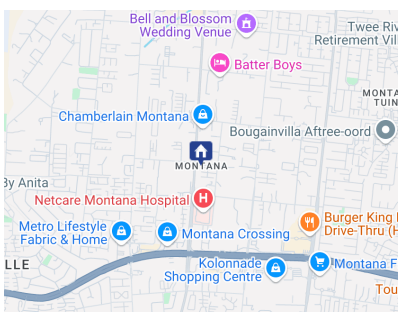 Bell and Blossom
Wedding Venue
Twee Riv
Retirement Vill
Batter Boys
MONTA
TUIN
Chamberlain Montana
Bougainvilla Aftree-oord
MONTANA
By Anita
Netcare Montana Hospital
H
Metro Lifestyle
Fabric & Home
Montana Crossing
Burger King
Drive-Thru (H
LLE
Kolonnade
Shopping Centre
Montana F
Tou